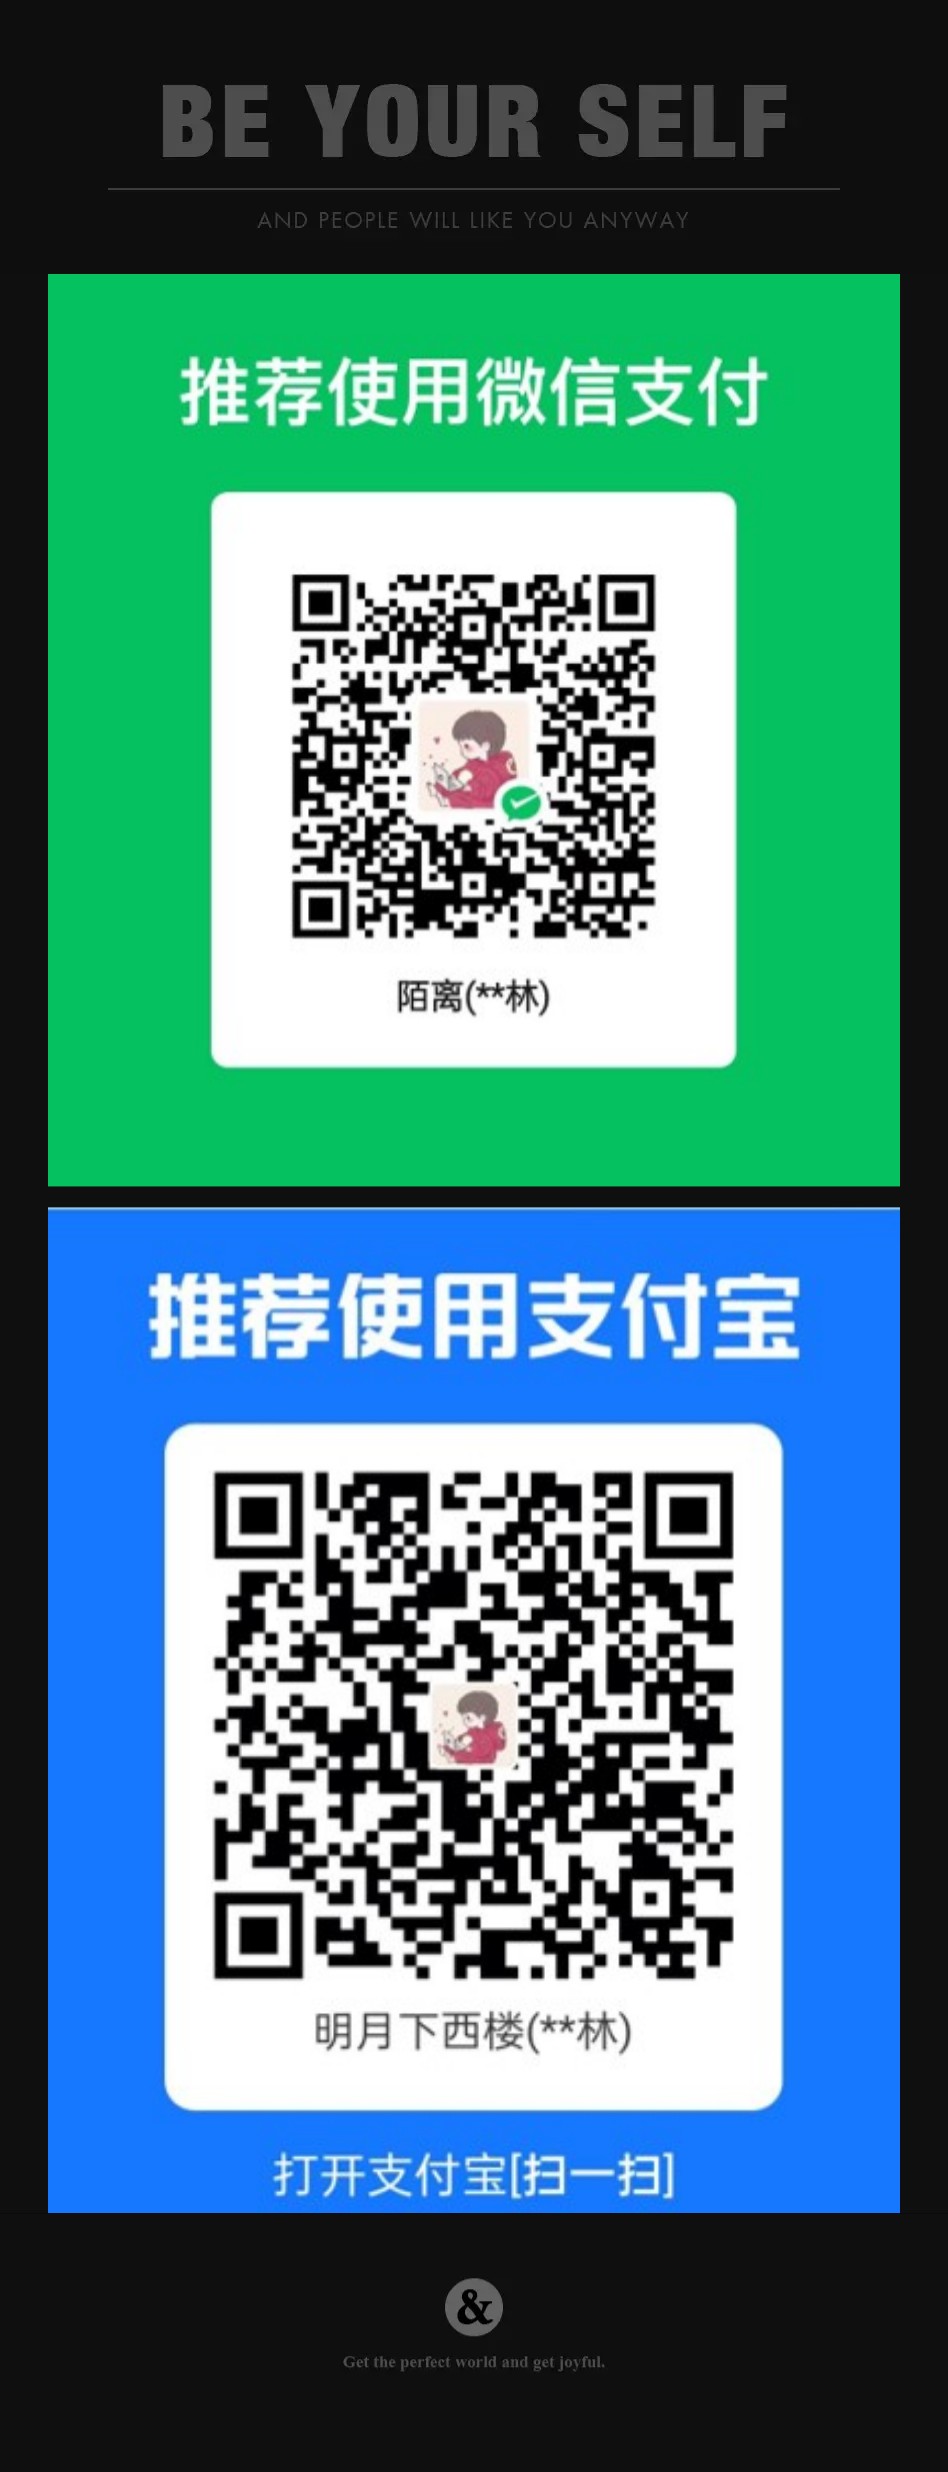 BE YOUR SELF
AND PEOPLE WILL LIKE YOU ANYWAY
推荐使用微信支付
陌离(**林)
推荐使用支付宝
明月下西楼(**林)
打开支付宝[扫一扫]
&
Get the perfect world and get joyful.